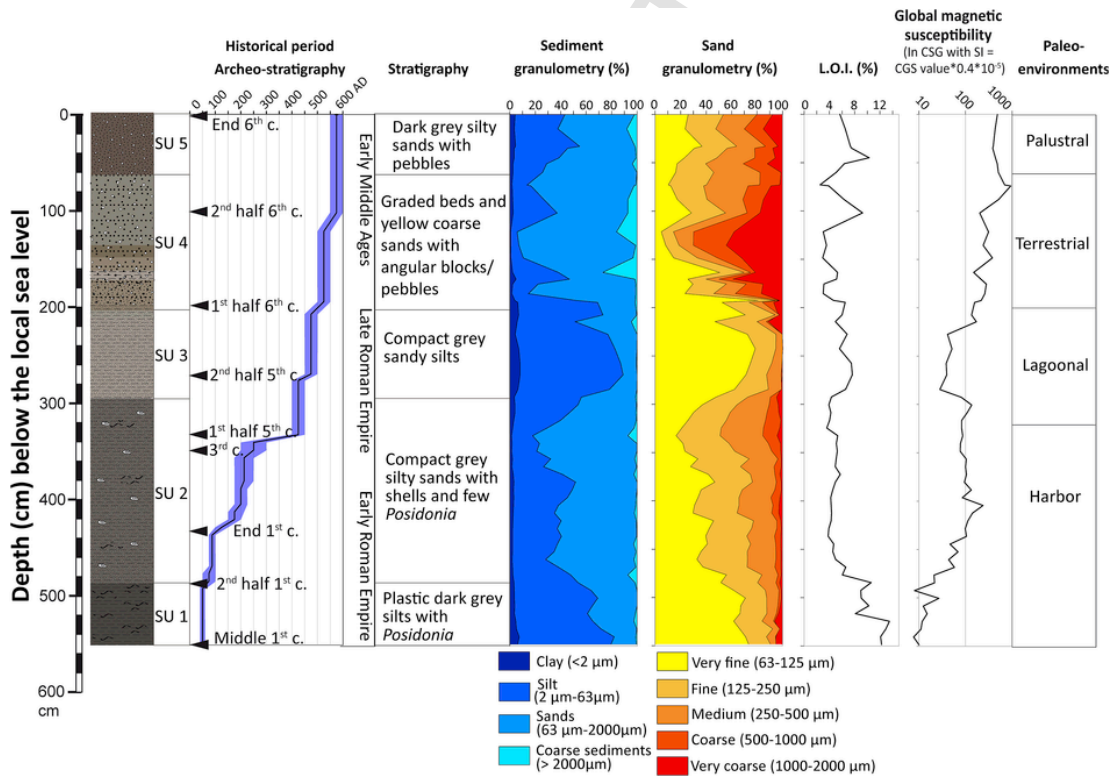 Historical period
Archeo-stratigraphy
Stratigraphy
Sediment
granulometry (%)
Sand
granulometry (%)
L.O.I. (%)
Global magnetic
susceptibility
(In CSG with SI =
CGS value*0.4*10⁻⁵)
Paleo-
environments
0 100 200 300 400 500 600 AD
0 20 40 60 80 100
0 20 40 60 80 100
0 4 8 12
10 100 1000
Depth (cm) below the local sea level
0
100
200
300
400
500
600
cm
SU 5
SU 4
SU 3
SU 2
SU 1
End 6th c.
2nd half 6th c.
1st half 6th c.
2nd half 5th c.
1st half 5th c.
3rd c.
End 1st c.
2nd half 1st c.
Middle 1st c.
Early Middle Ages
Late Roman Empire
Early Roman Empire
Dark grey silty
sands with
pebbles
Graded beds and
yellow coarse
sands with
angular blocks/
pebbles
Compact grey
sandy silts
Compact grey
silty sands with
shells and few
Posidonia
Plastic dark grey
silts with
Posidonia
Palustral
Terrestrial
Lagoonal
Harbor
Clay (<2 µm)
Silt
(2 µm-63µm)
Sands
(63 µm-2000µm)
Coarse sediments
(> 2000µm)
Very fine (63-125 µm)
Fine (125-250 µm)
Medium (250-500 µm)
Coarse (500-1000 µm)
Very coarse (1000-2000 µm)